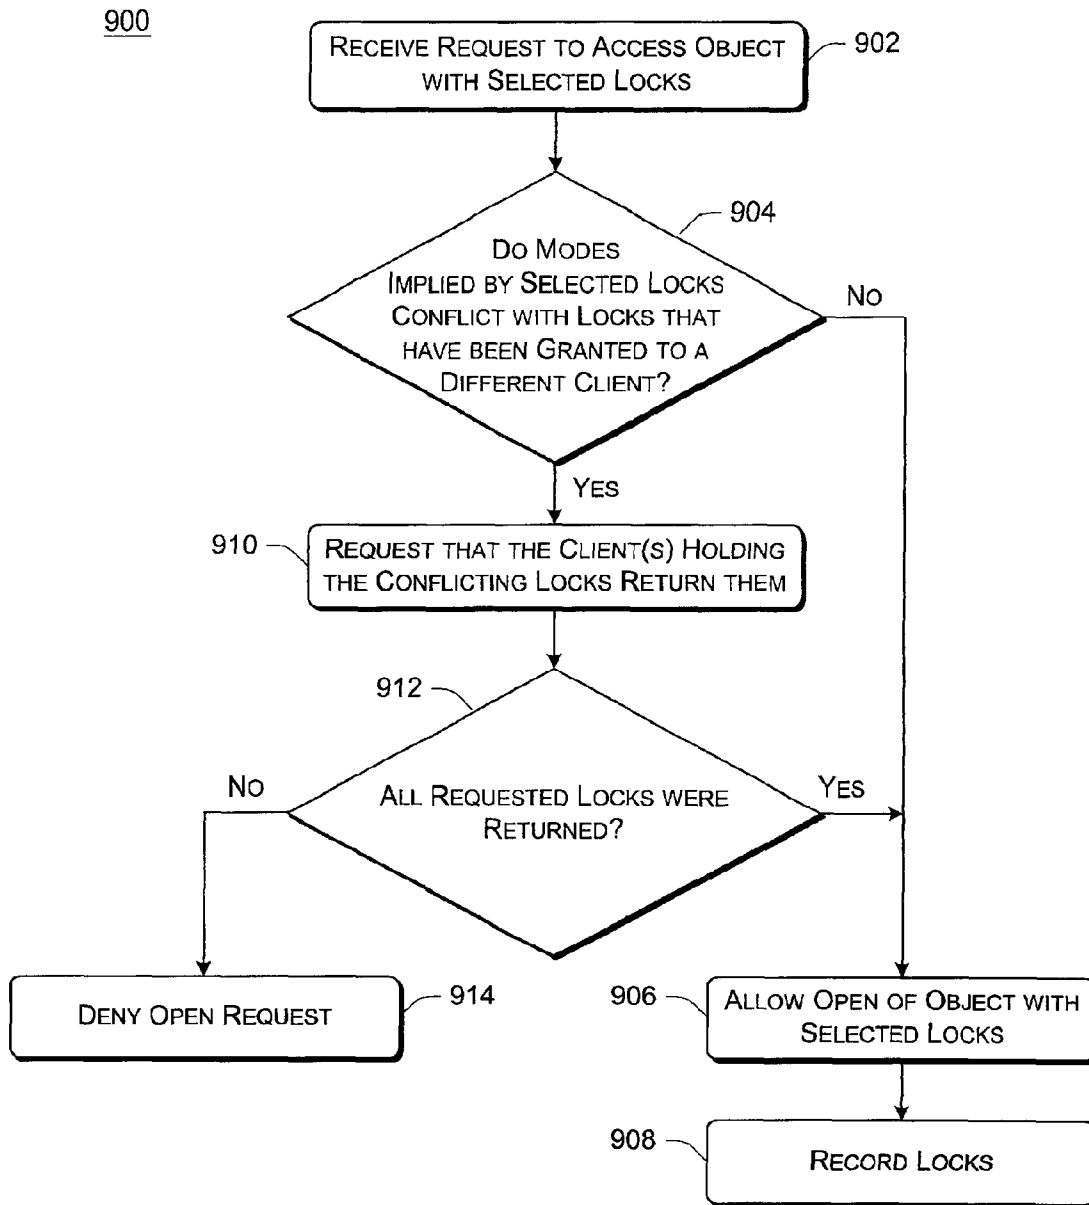 900
RECEIVE REQUEST TO ACCESS OBJECT
WITH SELECTED LOCKS
902
904
DO MODES
IMPLIED BY SELECTED LOCKS
CONFLICT WITH LOCKS THAT
HAVE BEEN GRANTED TO A
DIFFERENT CLIENT?
NO
YES
910
REQUEST THAT THE CLIENT(S) HOLDING
THE CONFLICTING LOCKS RETURN THEM
912
NO
ALL REQUESTED LOCKS WERE
RETURNED?
YES
DENY OPEN REQUEST
914
906
ALLOW OPEN OF OBJECT WITH
SELECTED LOCKS
908
RECORD LOCKS